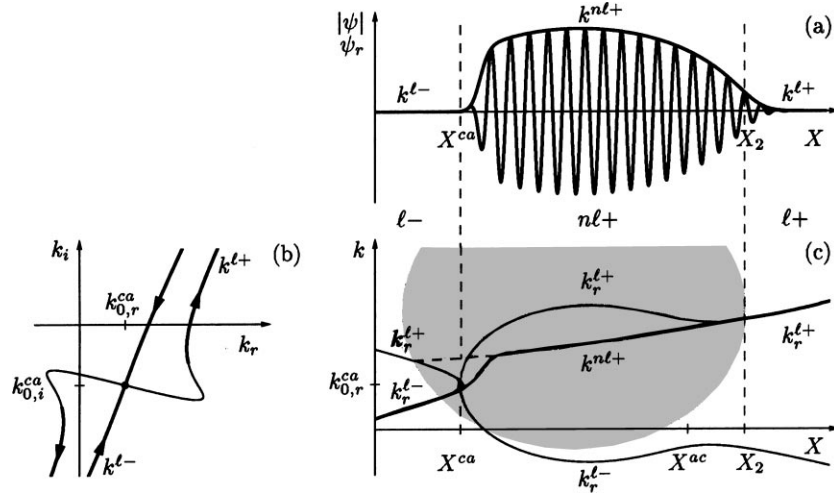 |ψ|
ψ_r
k^{nℓ+}
(a)
k^{ℓ−}
k^{ℓ+}
X^{ca}
X_2
X
ℓ−
nℓ+
ℓ+
k_i
(b)
k^{ℓ+}
k^{ca}_{0,r}
k_r
k^{ca}_{0,i}
k^{ℓ−}
k
(c)
k_r^{ℓ+}
k_r^{ℓ+}
k_r^{ℓ+}
k^{nℓ+}
k^{ca}_{0,r}
k_r^{ℓ−}
X^{ca}
X^{ac}
X_2
X
k_r^{ℓ−}